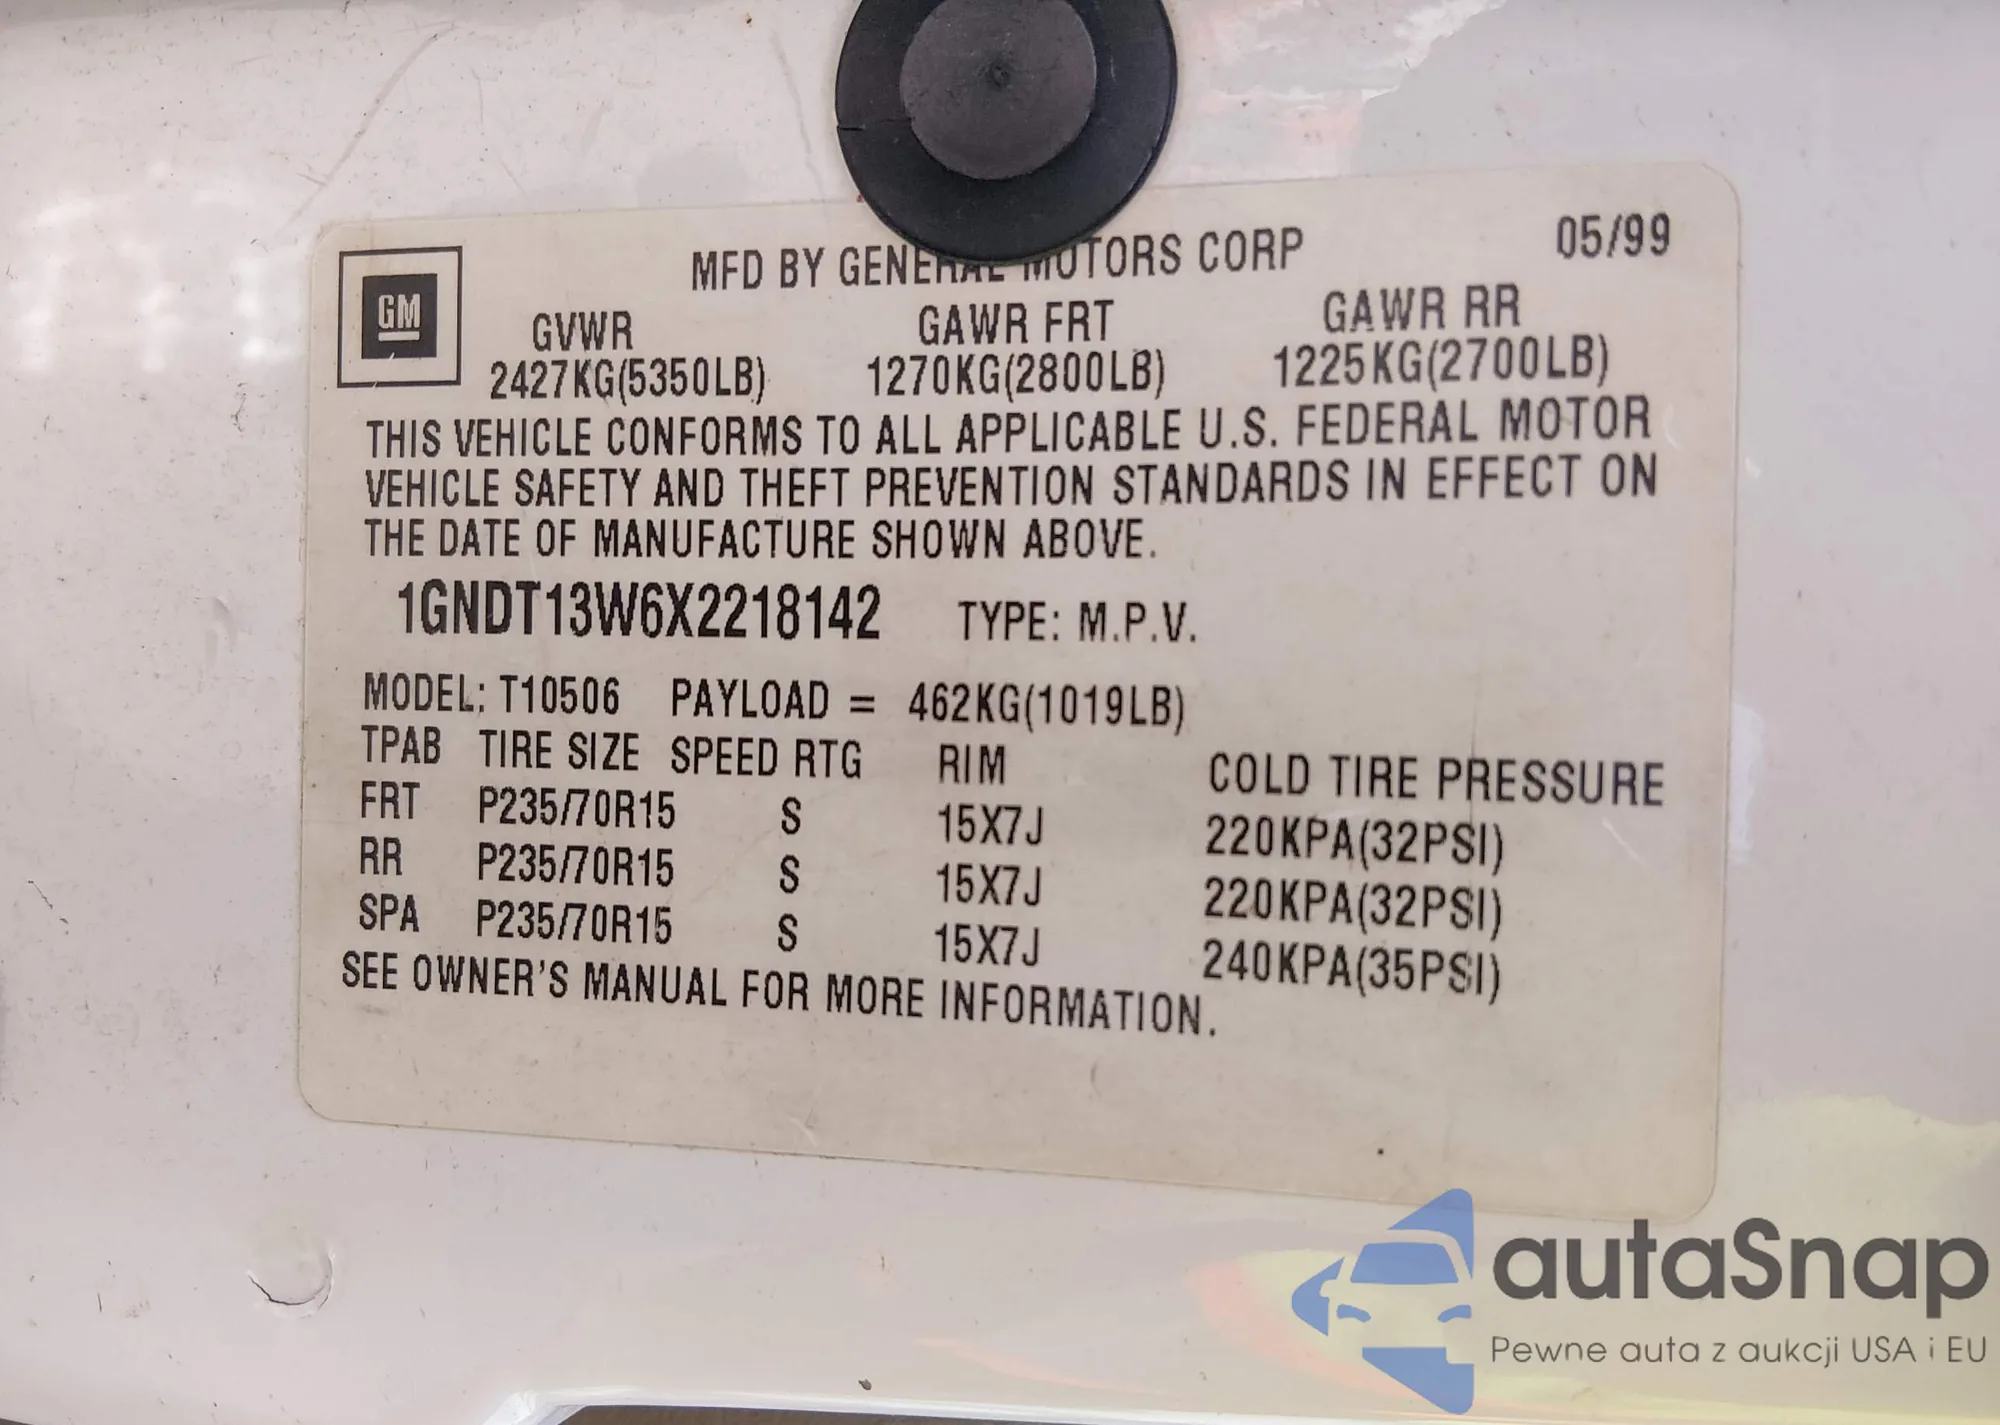 MFD BY GENERAL MOTORS CORP 05/99
GM
GVWR GAWR FRT GAWR RR
2427KG(5350LB) 1270KG(2800LB) 1225KG(2700LB)
THIS VEHICLE CONFORMS TO ALL APPLICABLE U.S. FEDERAL MOTOR
VEHICLE SAFETY AND THEFT PREVENTION STANDARDS IN EFFECT ON
THE DATE OF MANUFACTURE SHOWN ABOVE.
1GNDT13W6X2218142 TYPE: M.P.V.
MODEL: T10506 PAYLOAD = 462KG(1019LB)
TPAB TIRE SIZE SPEED RTG RIM COLD TIRE PRESSURE
FRT P235/70R15 S 15X7J 220KPA(32PSI)
RR P235/70R15 S 15X7J 220KPA(32PSI)
SPA P235/70R15 S 15X7J 240KPA(35PSI)
SEE OWNER'S MANUAL FOR MORE INFORMATION.
autaSnap
Pewne auta z aukcji USA i EU